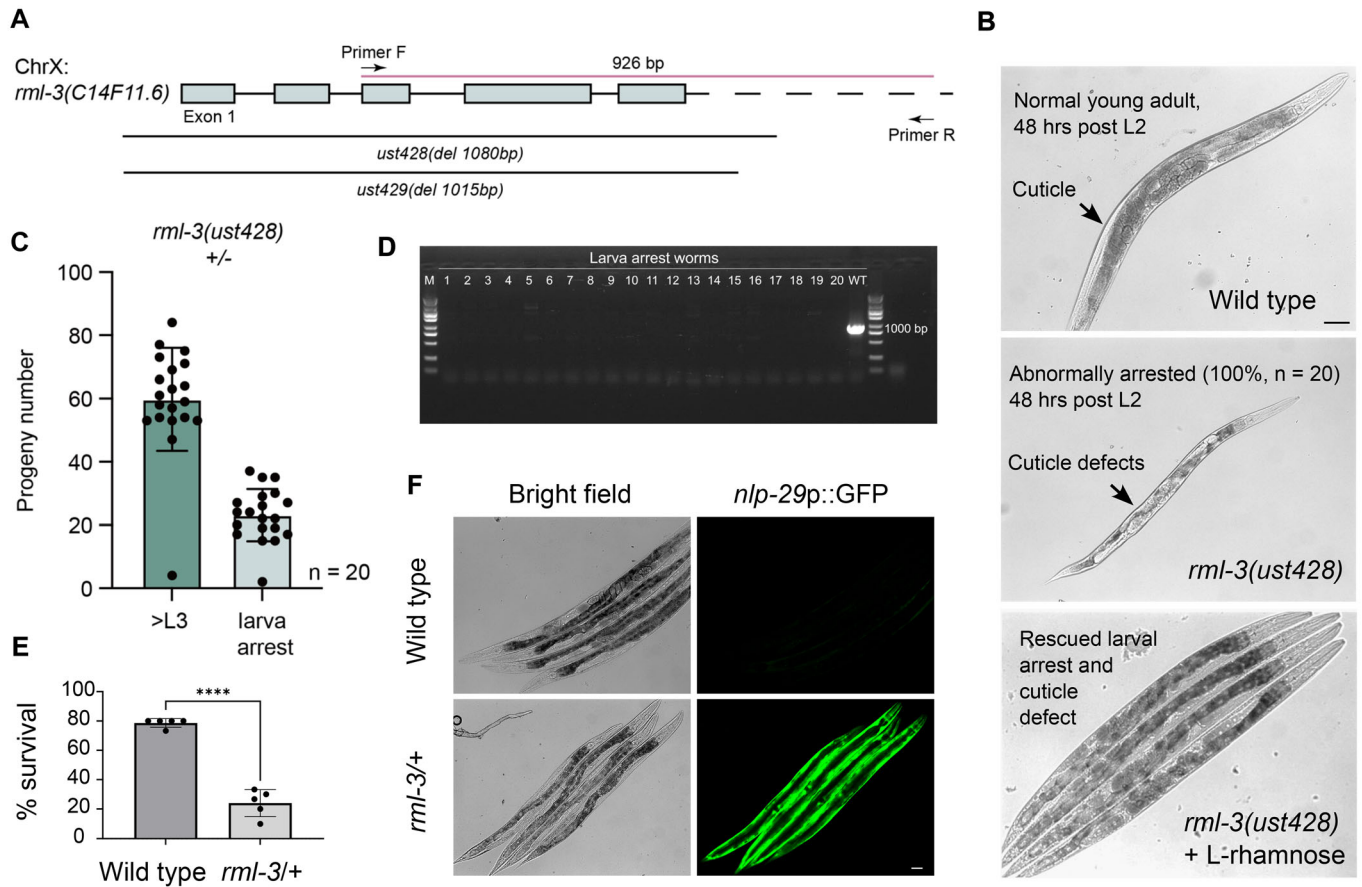 A
ChrX:
rml-3(C14F11.6)
Primer F
926 bp
Exon 1
Primer R
ust428(del 1080bp)
ust429(del 1015bp)
B
Normal young adult,
48 hrs post L2
Cuticle
Wild type
Abnormally arrested (100%, n = 20)
48 hrs post L2
Cuticle defects
rml-3(ust428)
Rescued larval
arrest and
cuticle
defect
rml-3(ust428)
+ L-rhamnose
C
rml-3(ust428)
+/-
Progeny number
100
80
60
40
20
0
>L3
larva
arrest
n = 20
D
Larva arrest worms
M 1 2 3 4 5 6 7 8 9 10 11 12 13 14 15 16 17 18 19 20 WT
1000 bp
E
% survival
100
80
60
40
20
0
****
Wild type
rml-3/+
F
Bright field
nlp-29p::GFP
Wild type
rml-3/+